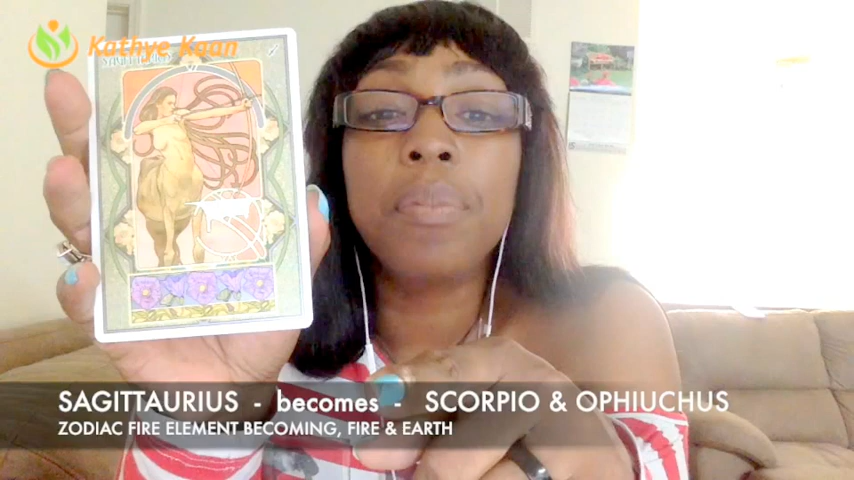 Kathye Kaan
SAGITTAURIUS - becomes - SCORPIO & OPHIUCHUS
ZODIAC FIRE ELEMENT BECOMING, FIRE & EARTH